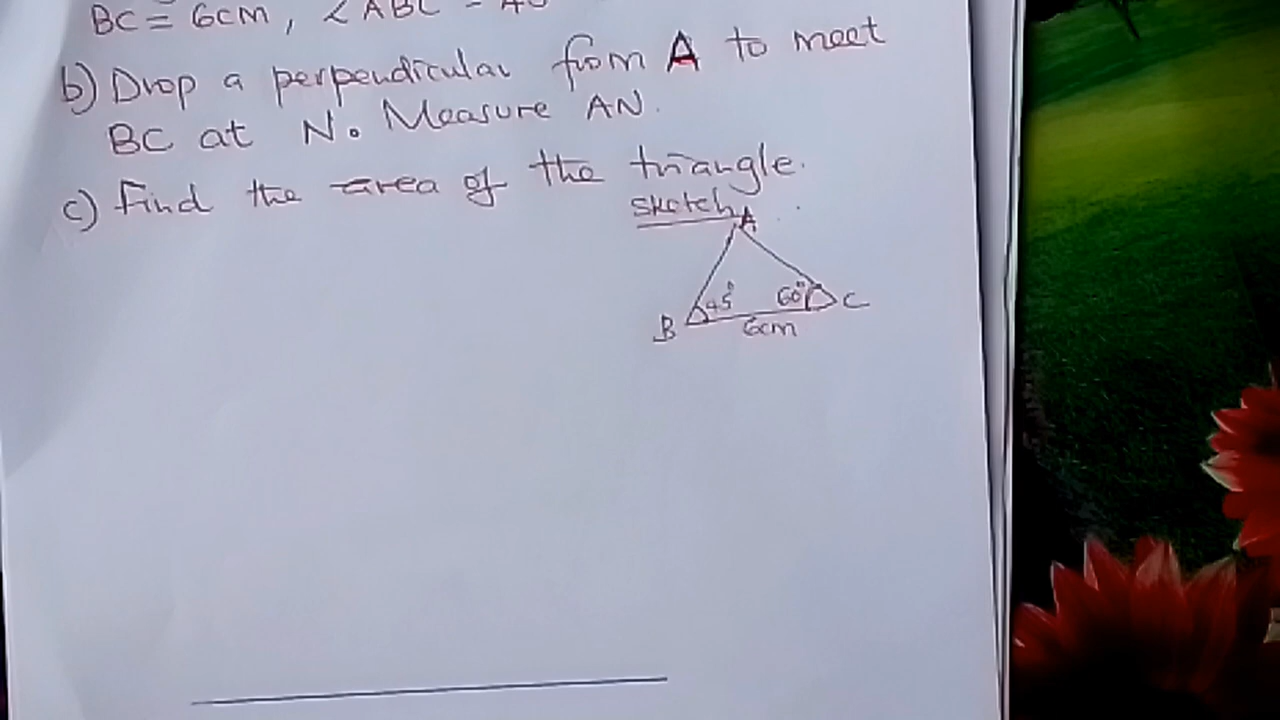 BC = 6cm, ∠ABC =
b) Drop a perpendicular from A to meet
BC at N. Measure AN.
c) Find the area of the triangle.
sketch
A
45° 60°
B C
6cm